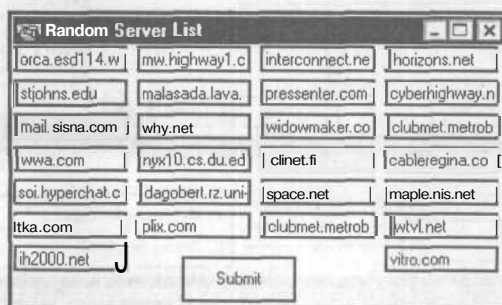 Random Server List
orca.esd114.w mw.highway1.c interconnect.ne horizons.net
stjohns.edu malasada.lava. pressenter.com cyberhighway.n
mail.sisna.com why.net widowmaker.co clubmet.metrob
wwa.com nyx10.cs.du.ed clinet.fi cableregina.co
soi.hyperchat.c dagobert.rz.uni- space.net maple.nis.net
ltka.com plix.com clubmet.metrob wtvl.net
ih2000.net vitro.com
Submit